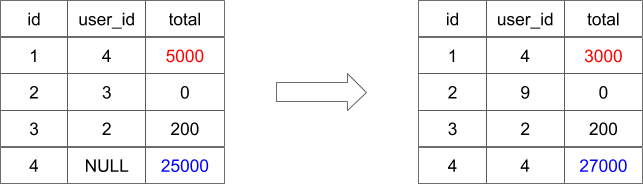 id user_id total id user_id total
1 4 5000 1 4 3000
2 3 0 2 9 0
3 2 200 3 2 200
4 NULL 25000 4 4 27000